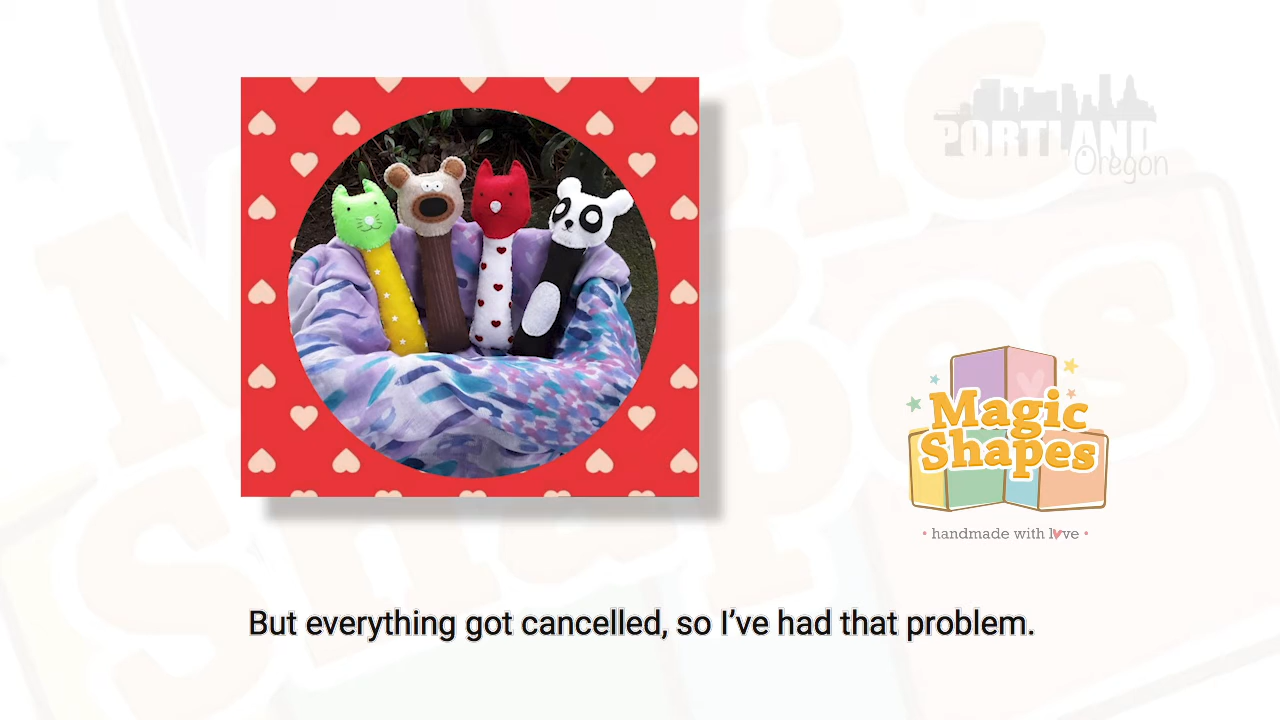 PORTLAND
Oregon
Magic
Shapes
• handmade with love •
But everything got cancelled, so I’ve had that problem.